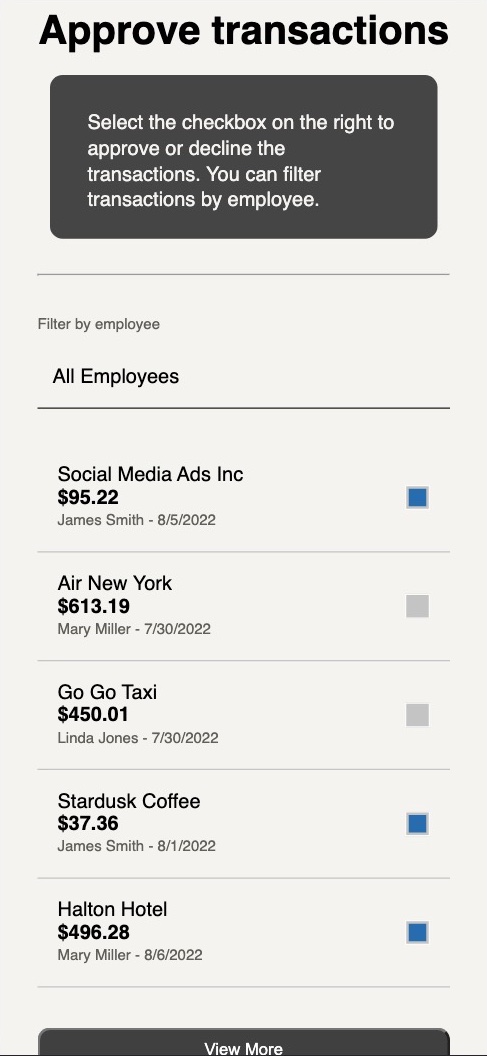 Approve transactions
Select the checkbox on the right to
approve or decline the
transactions. You can filter
transactions by employee.
Filter by employee
All Employees
Social Media Ads Inc
$95.22
James Smith - 8/5/2022
Air New York
$613.19
Mary Miller - 7/30/2022
Go Go Taxi
$450.01
Linda Jones - 7/30/2022
Stardusk Coffee
$37.36
James Smith - 8/1/2022
Halton Hotel
$496.28
Mary Miller - 8/6/2022
View More